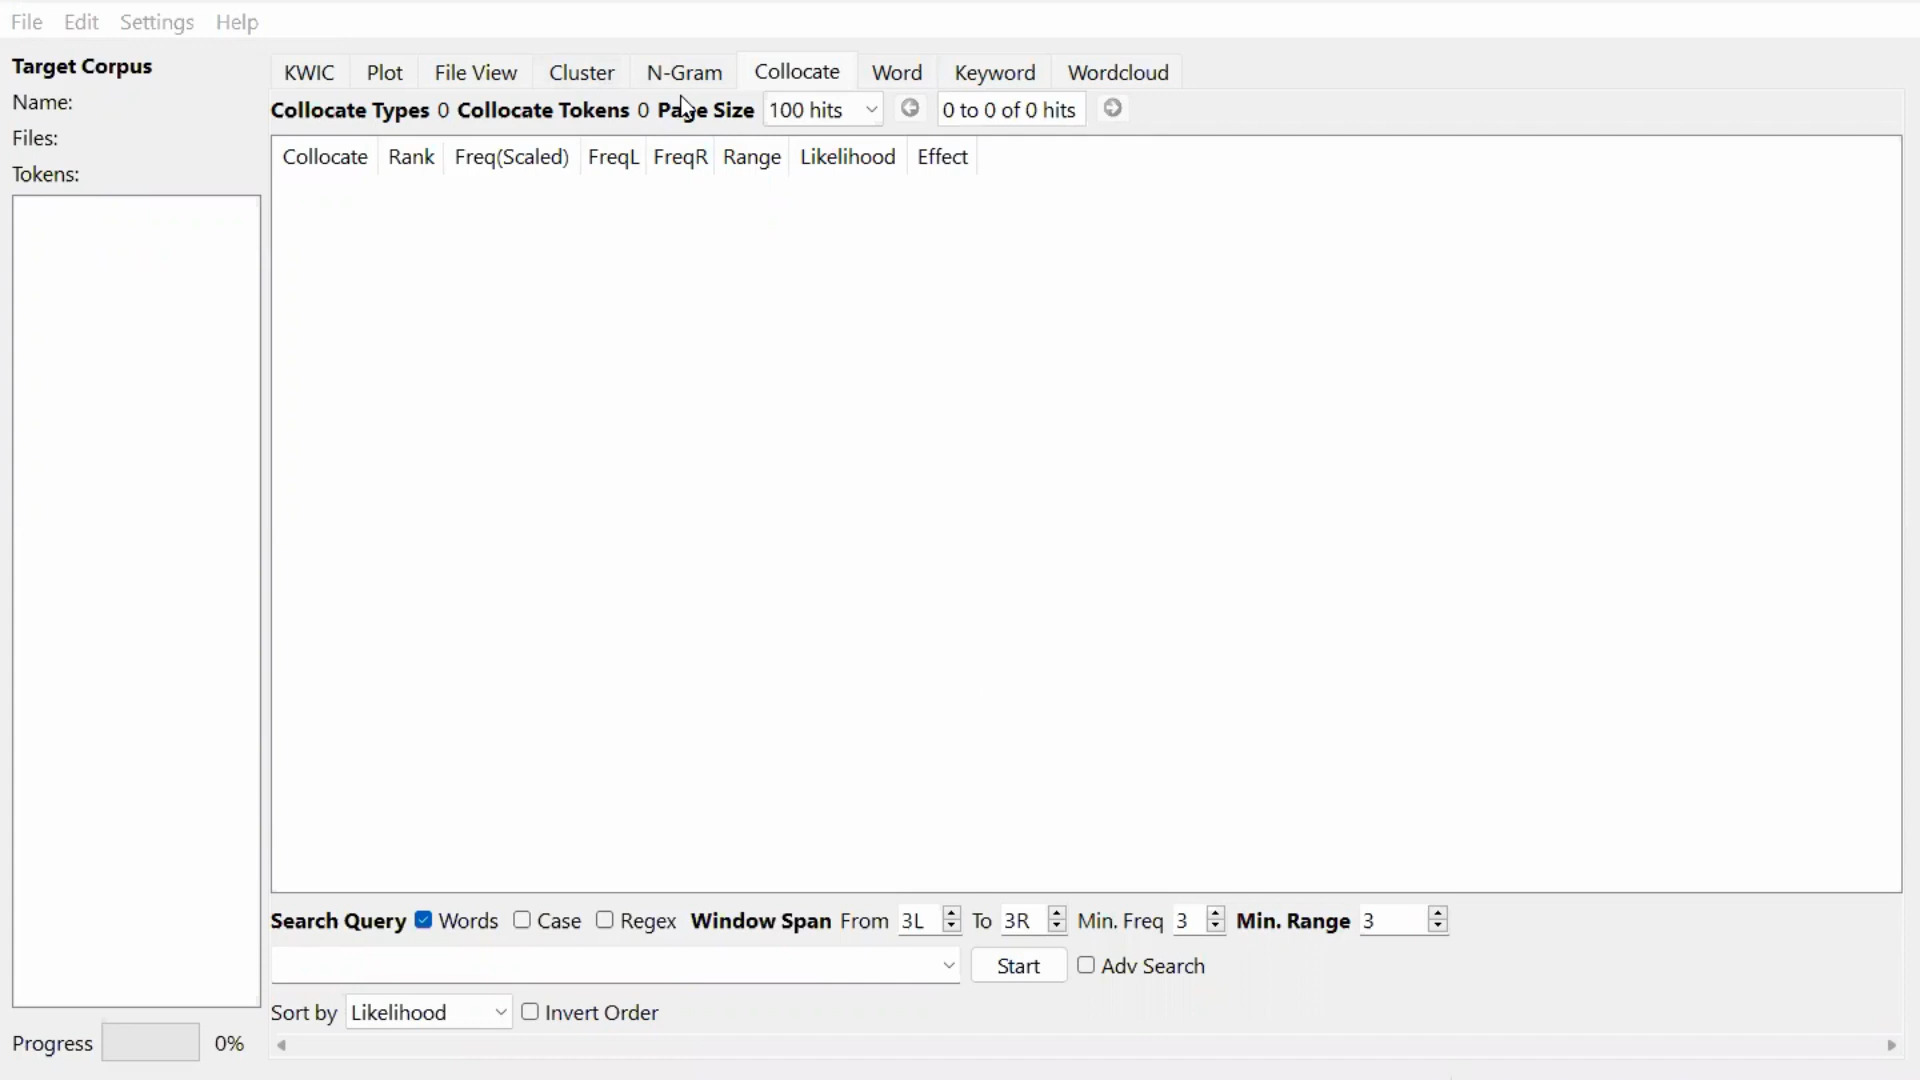 File Edit Settings Help
Target Corpus
Name:
Files:
Tokens:
KWIC Plot File View Cluster N-Gram Collocate Word Keyword Wordcloud
Collocate Types 0 Collocate Tokens 0 Page Size 100 hits 0 to 0 of 0 hits
Collocate Rank Freq(Scaled) FreqL FreqR Range Likelihood Effect
Search Query Words Case Regex Window Span From 3L To 3R Min. Freq 3 Min. Range 3
Start Adv Search
Sort by Likelihood Invert Order
Progress 0%